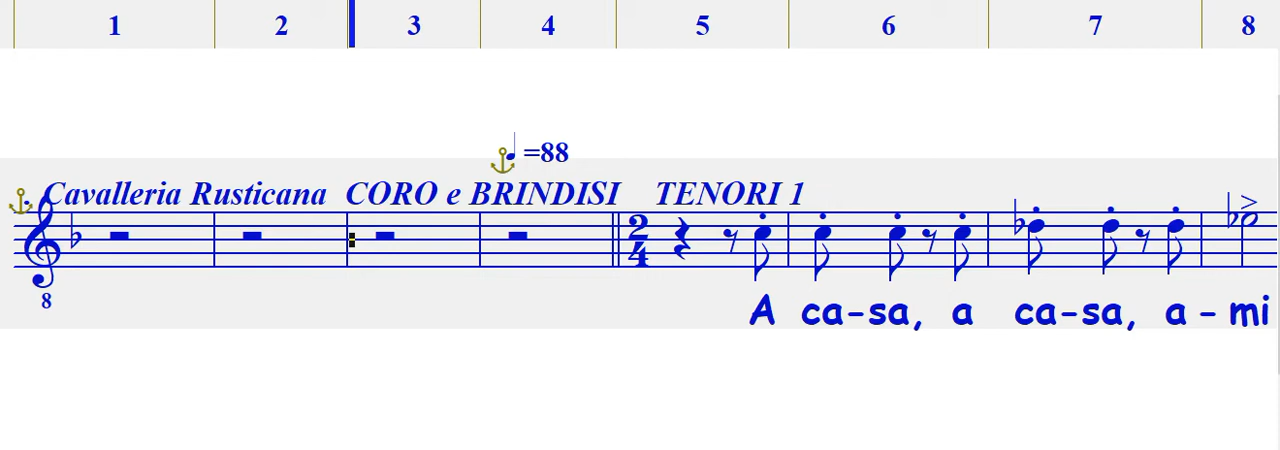 1 2 3 4 5 6 7 8
=88
Cavalleria Rusticana CORO e BRINDISI TENORI 1
2
4
8
A ca-sa, a ca-sa, a-mi